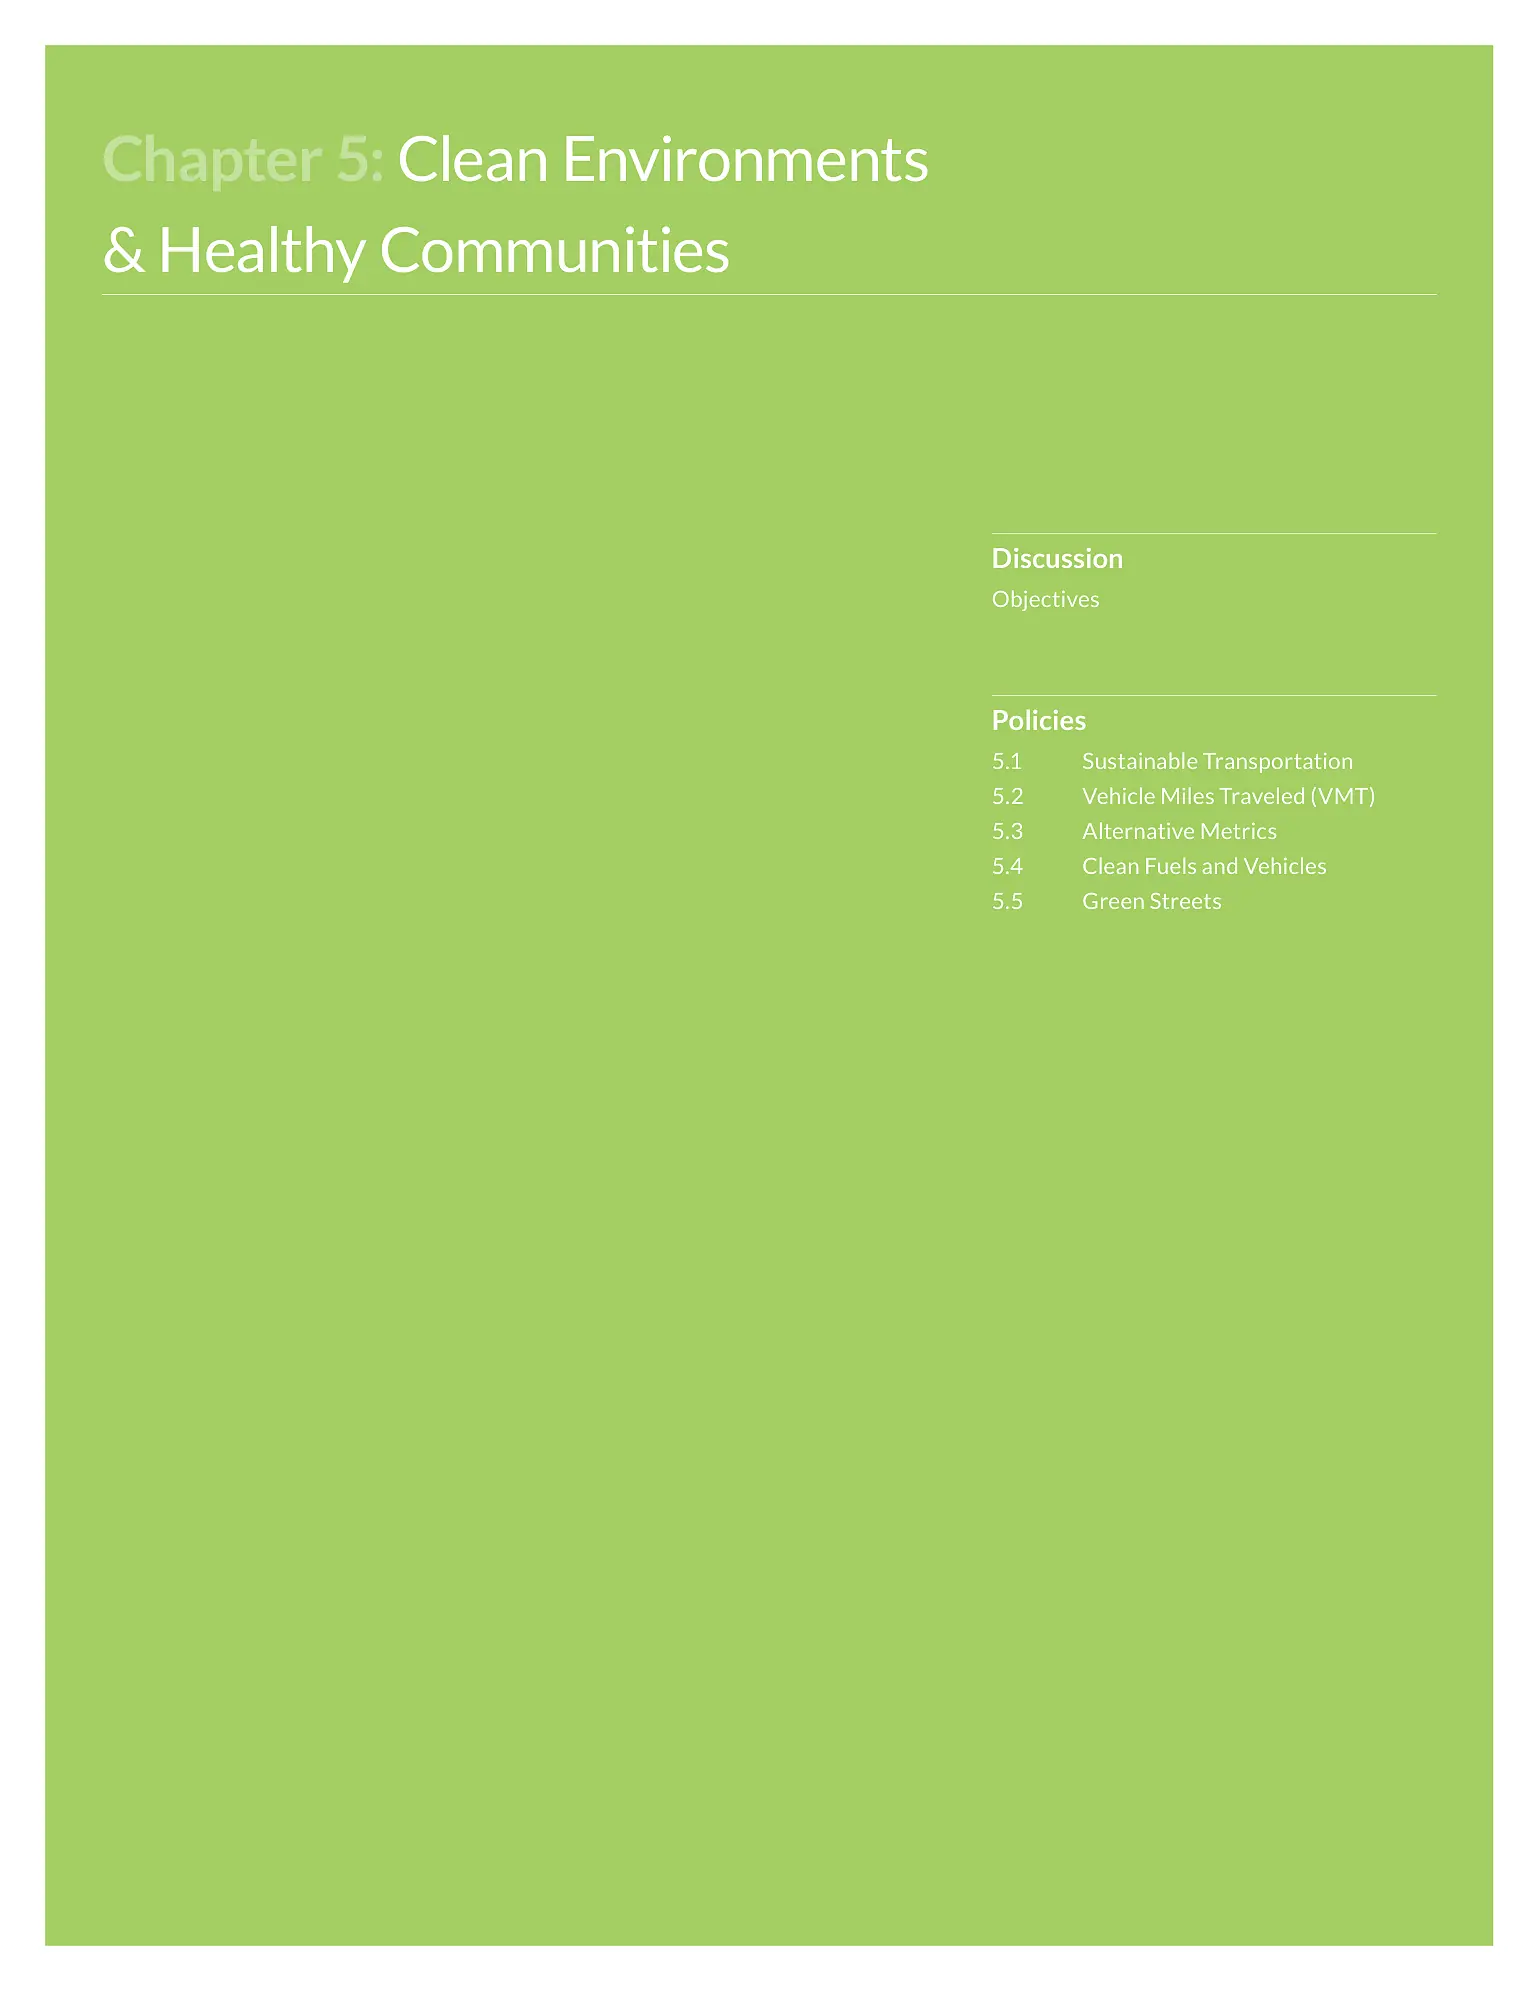 Chapter 5: Clean Environments
& Healthy Communities
Discussion
Objectives
Policies
5.1 Sustainable Transportation
5.2 Vehicle Miles Traveled (VMT)
5.3 Alternative Metrics
5.4 Clean Fuels and Vehicles
5.5 Green Streets